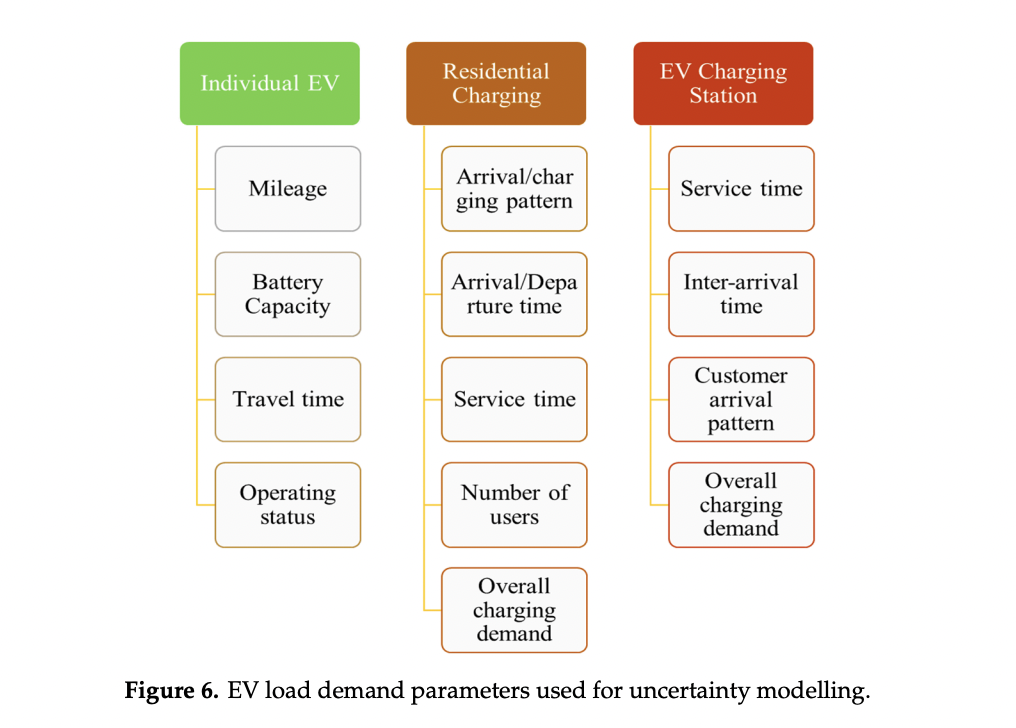 Individual EV
Mileage
Battery
Capacity
Travel time
Operating
status
Residential
Charging
Arrival/char
ging pattern
Arrival/Depa
rture time
Service time
Number of
users
Overall
charging
demand
EV Charging
Station
Service time
Inter-arrival
time
Customer
arrival
pattern
Overall
charging
demand
Figure 6. EV load demand parameters used for uncertainty modelling.